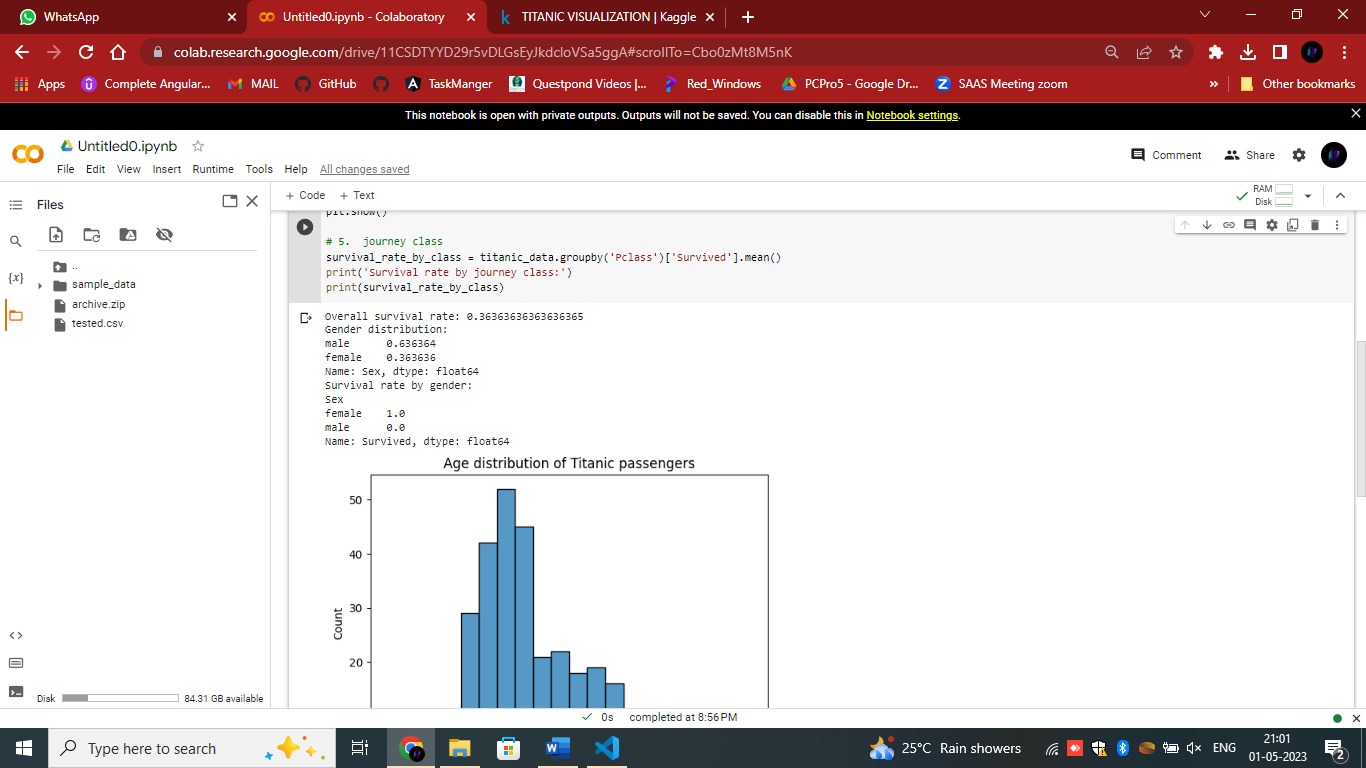 WhatsApp
Untitled0.ipynb - Colaboratory
TITANIC VISUALIZATION | Kaggle
colab.research.google.com/drive/11CSDTYYD29r5vDLGsEyJkdcloVSa5ggA#scrollTo=Cbo0zMt8M5nK
Apps
Complete Angular...
MAIL
GitHub
TaskManger
Questpond Videos |...
Red_Windows
PCPro5 - Google Dr...
SAAS Meeting zoom
»
Other bookmarks
This notebook is open with private outputs. Outputs will not be saved. You can disable this in Notebook settings.
Untitled0.ipynb
File Edit View Insert Runtime Tools Help All changes saved
Comment
Share
Files
+ Code + Text
RAM
Disk
..
sample_data
archive.zip
tested.csv
{x}
Disk 84.31 GB available
plt.show()
# 5.  journey class
survival_rate_by_class = titanic_data.groupby('Pclass')['Survived'].mean()
print('Survival rate by journey class:')
print(survival_rate_by_class)
Overall survival rate: 0.36363636363636365
Gender distribution:
male      0.636364
female    0.363636
Name: Sex, dtype: float64
Survival rate by gender:
Sex
female    1.0
male      0.0
Name: Survived, dtype: float64
Age distribution of Titanic passengers
50
40
30
20
Count
0s completed at 8:56 PM
Type here to search
25°C Rain showers
ENG
21:01
01-05-2023
2